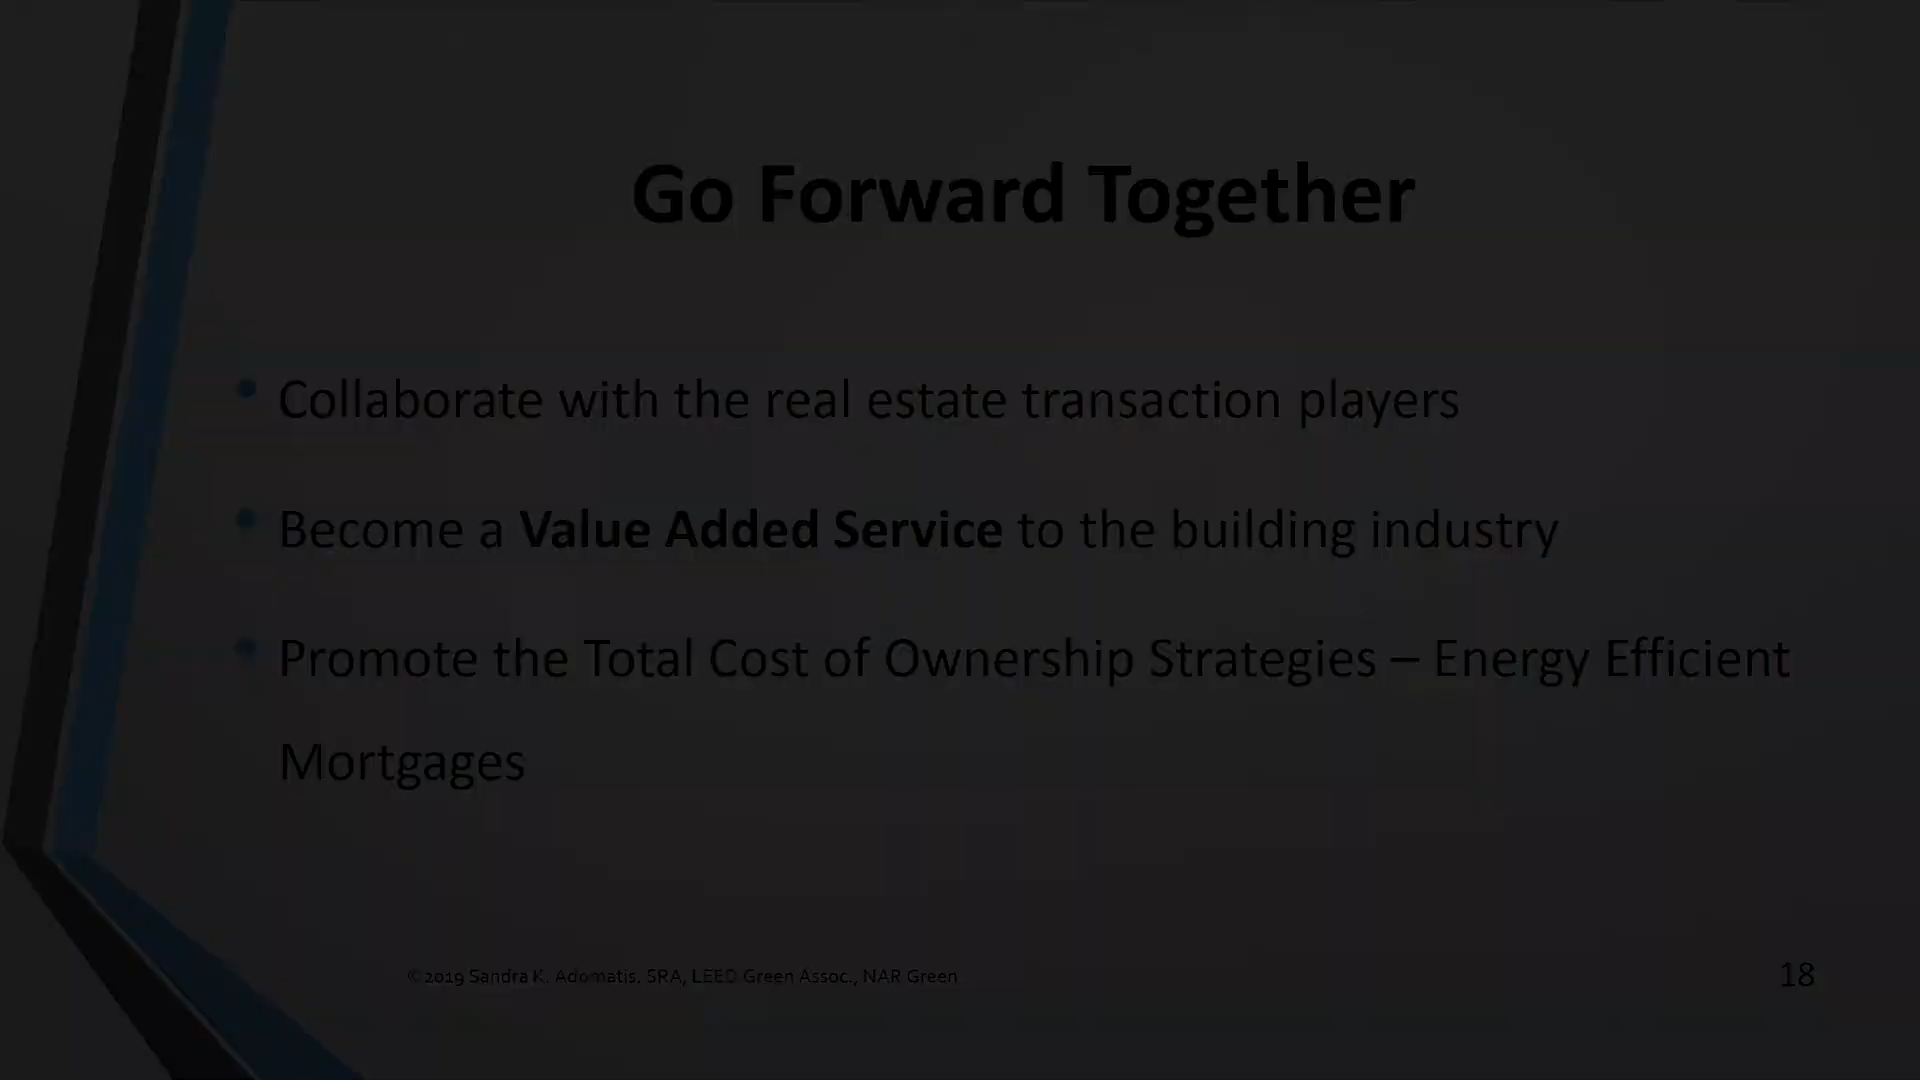 Go Forward Together
• Collaborate with the real estate transaction players
• Become a Value Added Service to the building industry
• Promote the Total Cost of Ownership Strategies – Energy Efficient
Mortgages
©2019 Sandra K. Adomatis, SRA, LEED Green Assoc., NAR Green
18